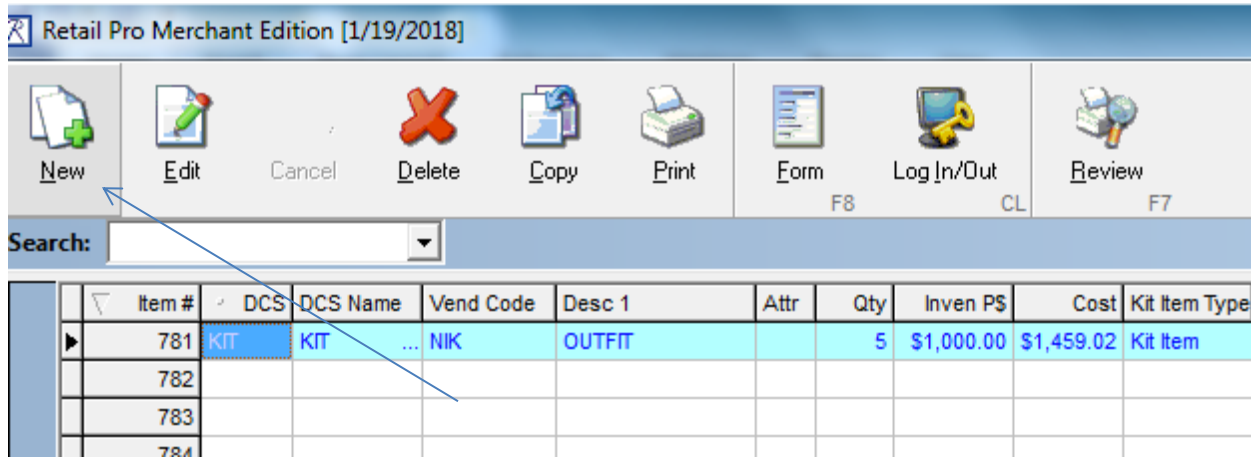 Retail Pro Merchant Edition [1/19/2018]
New Edit Cancel Delete Copy Print Form Log In/Out Review
F8 CL F7
Search:
Item # DCS DCS Name Vend Code Desc 1 Attr Qty Inven P$ Cost Kit Item Type
781 KIT KIT ... NIK OUTFIT 5 $1,000.00 $1,459.02 Kit Item
782
783
784